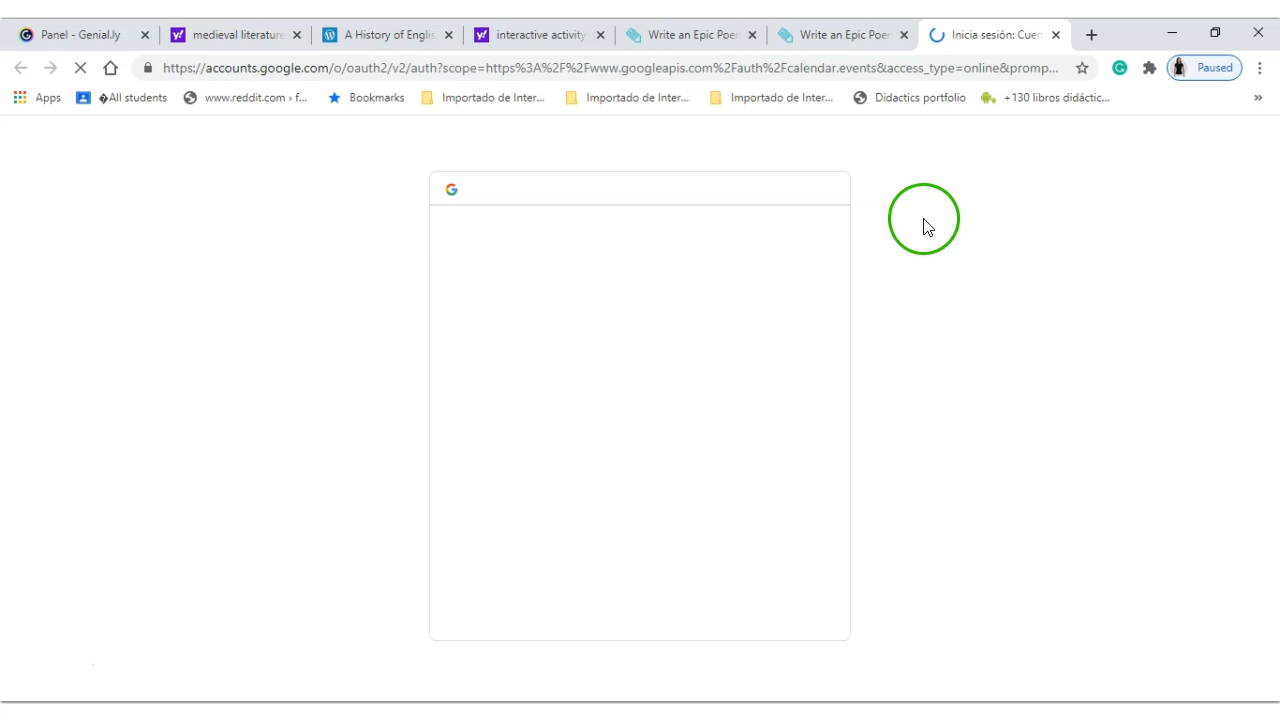 Panel - Genial.ly
medieval literature
A History of Englis
interactive activity
Write an Epic Poem
Write an Epic Poem
Inicia sesión: Cuen
https://accounts.google.com/o/oauth2/v2/auth?scope=https%3A%2F%2Fwww.googleapis.com%2Fauth%2Fcalendar.events&access_type=online&promp...
Paused
Apps
�All students
www.reddit.com › f...
Bookmarks
Importado de Inter...
Importado de Inter...
Importado de Inter...
Didactics portfolio
+130 libros didáctic...